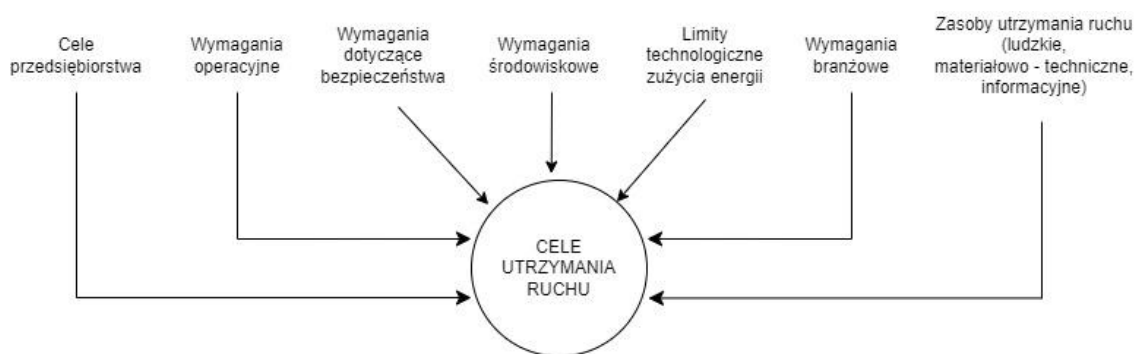 Cele
przedsiębiorstwa
Wymagania
operacyjne
Wymagania
dotyczące
bezpieczeństwa
Wymagania
środowiskowe
Limity
technologiczne
zużycia energii
Wymagania
branżowe
Zasoby utrzymania ruchu
(ludzkie,
materiałowo - techniczne,
informacyjne)
CELE
UTRZYMANIA
RUCHU